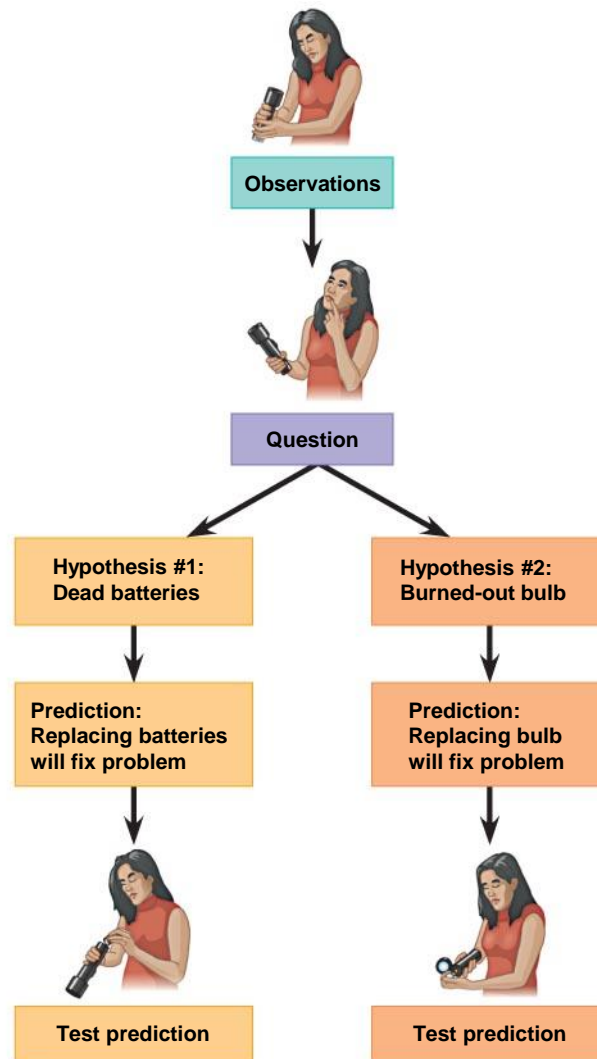 Observations
Question
Hypothesis #1:
Dead batteries
Hypothesis #2:
Burned-out bulb
Prediction:
Replacing batteries
will fix problem
Prediction:
Replacing bulb
will fix problem
Test prediction
Test prediction